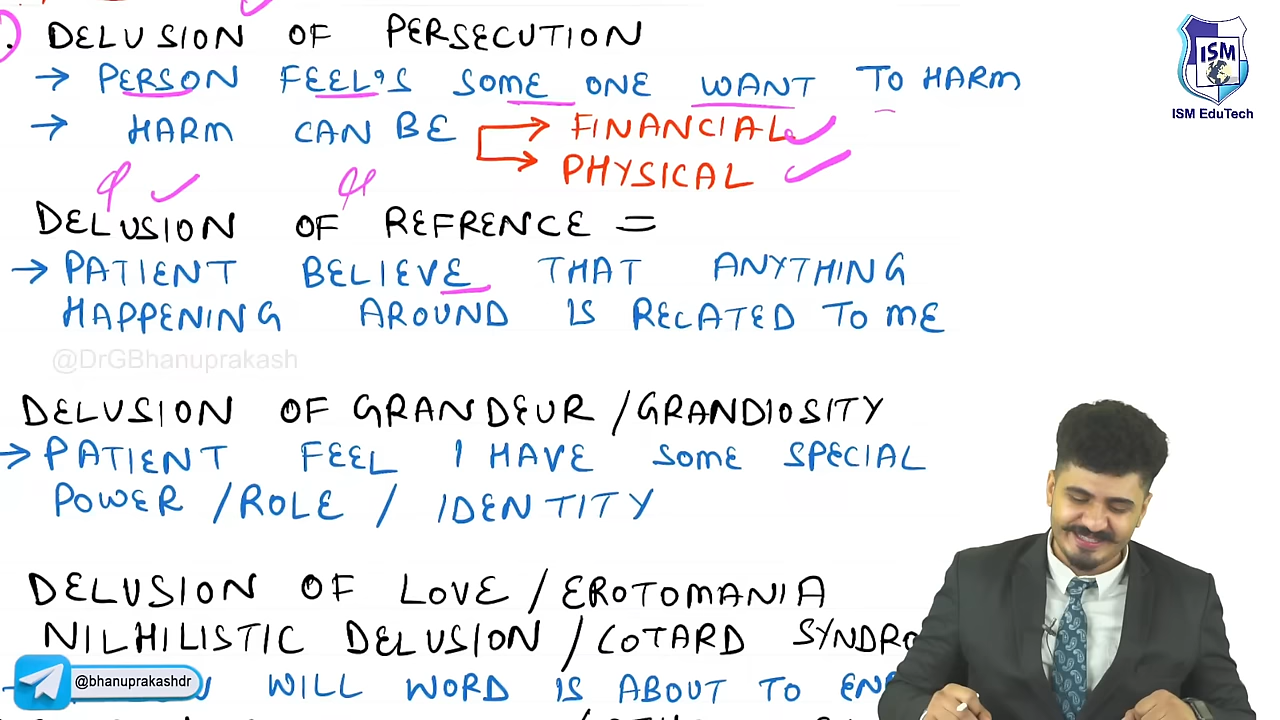 DELUSION OF PERSECUTION
→ PERSON FEEL'S SOME ONE WANT TO HARM
→ HARM CAN BE → FINANCIAL
→ PHYSICAL
DELUSION OF REFRENCE =
→ PATIENT BELIEVE THAT ANYTHING
HAPPENING AROUND IS RELATED TO ME
@DrGBhanuprakash
DELUSION OF GRANDEUR / GRANDIOSITY
→ PATIENT FEEL I HAVE SOME SPECIAL
POWER / ROLE / IDENTITY
DELUSION OF LOVE / EROTOMANIA
NILHILISTIC DELUSION / COTARD SYNDRO
WILL WORD IS ABOUT TO EN
@bhanuprakashdr
ISM
ISM EduTech